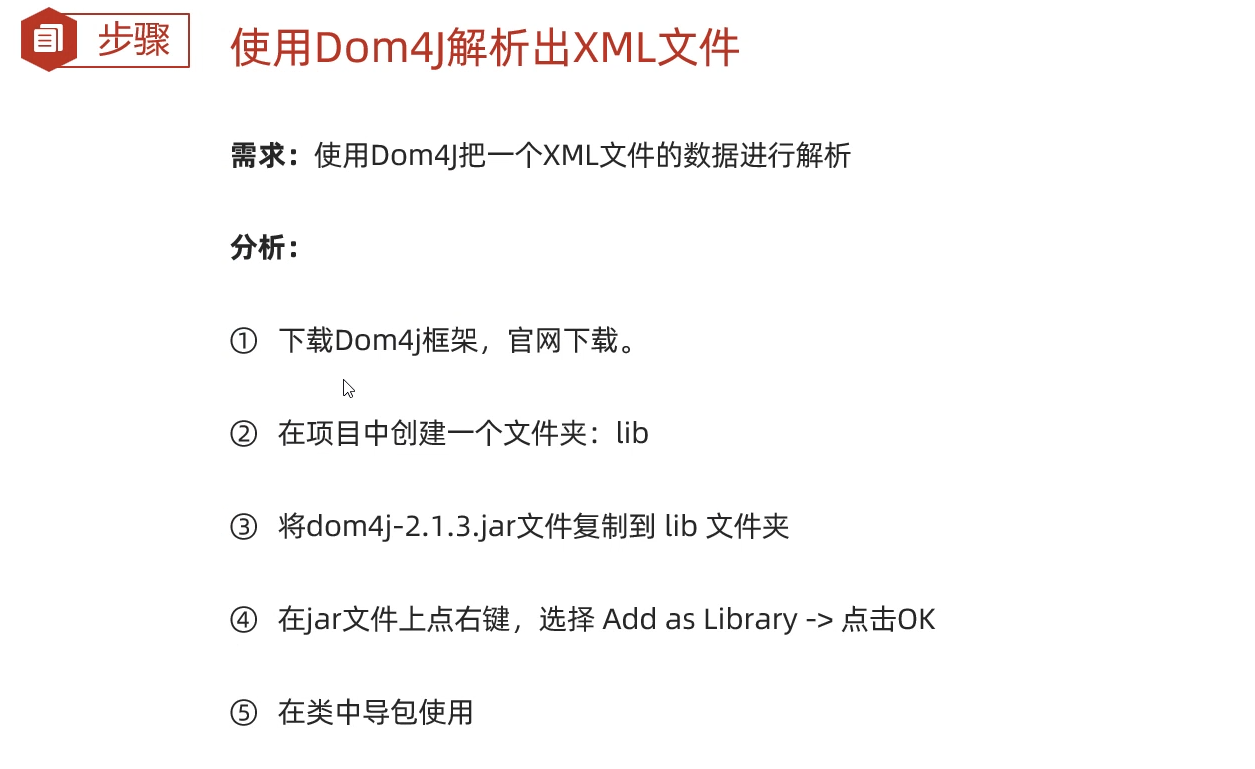 步骤
使用Dom4J解析出XML文件
需求：使用Dom4J把一个XML文件的数据进行解析
分析：
① 下载Dom4j框架，官网下载。
② 在项目中创建一个文件夹：lib
③ 将dom4j-2.1.3.jar文件复制到 lib 文件夹
④ 在jar文件上点右键，选择 Add as Library -> 点击OK
⑤ 在类中导包使用